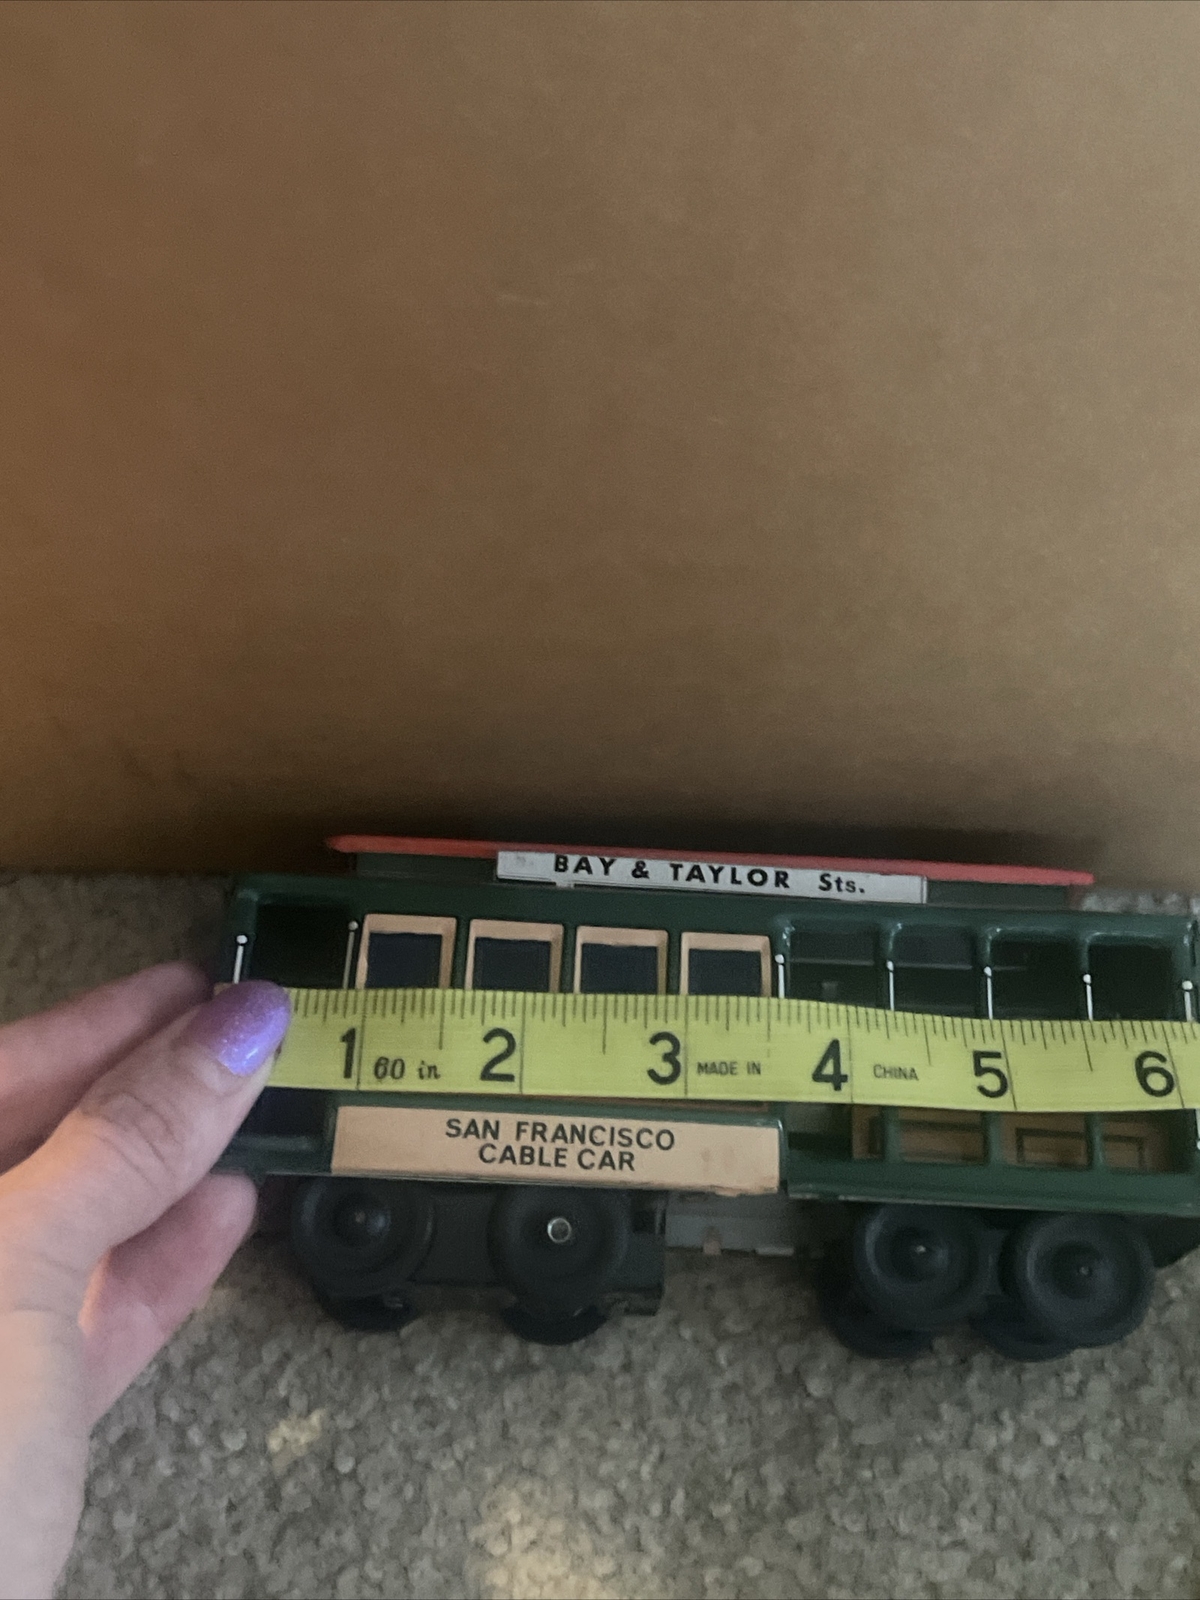 BAY & TAYLOR Sts.
1 60 in 2 3 MADE IN 4 CHINA 5 6
SAN FRANCISCO
CABLE CAR